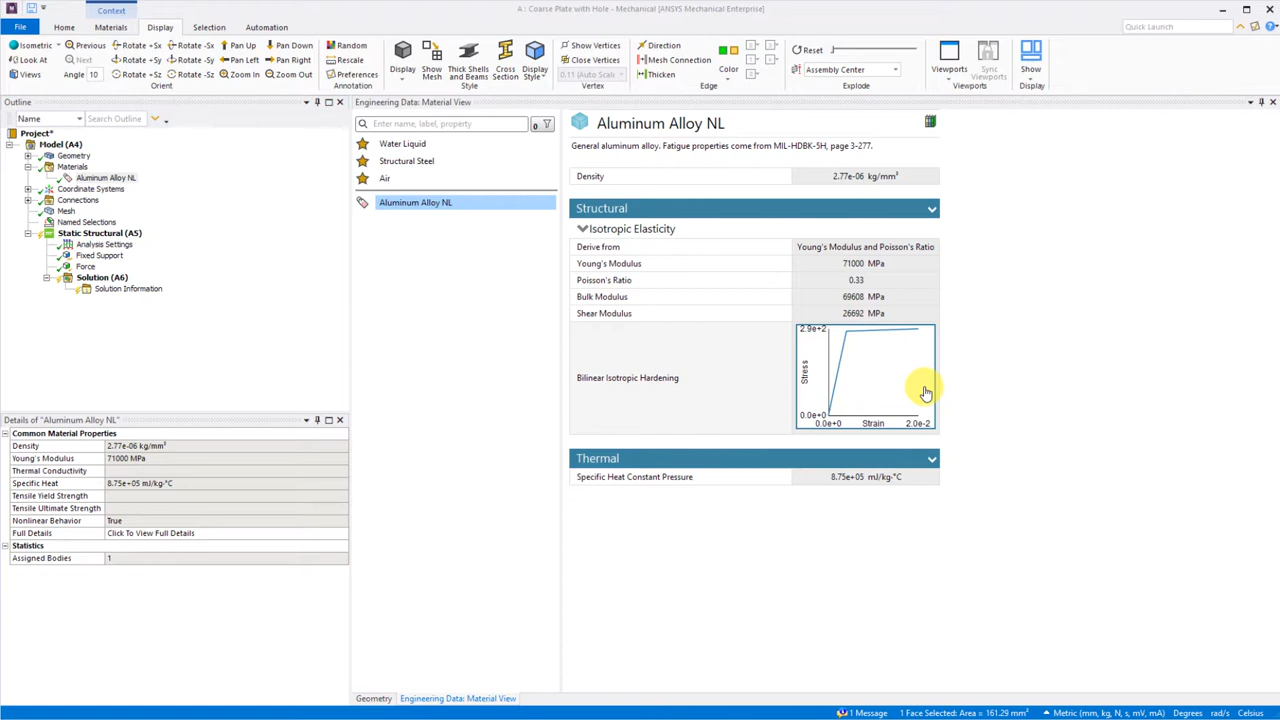 A : Coarse Plate with Hole - Mechanical [ANSYS Mechanical Enterprise]
Context
File Home Materials Display Selection Automation Quick Launch
Isometric Previous Rotate +Sx Rotate -Sx Pan Up Pan Down Random Show Vertices Direction Reset
Look At Next Rotate +Sy Rotate -Sy Pan Left Pan Right Rescale Close Vertices Mesh Connection Assembly Center
Views Angle 10 Rotate +Sz Rotate -Sz Zoom In Zoom Out Preferences 0.11 (Auto Scale) Thicken
Display Show Mesh Thick Shells and Beams Cross Section Display Style Color Viewports Sync Viewports Show
Orient Annotation Style Vertex Edge Explode Viewports Display
Outline
Name Search Outline
Project*
Model (A4)
Geometry
Materials
Aluminum Alloy NL
Coordinate Systems
Connections
Mesh
Named Selections
Static Structural (A5)
Analysis Settings
Fixed Support
Force
Solution (A6)
Solution Information
Details of "Aluminum Alloy NL"
Common Material Properties
Density 2.77e-06 kg/mm³
Young's Modulus 71000 MPa
Thermal Conductivity
Specific Heat 8.75e+05 mJ/kg·°C
Tensile Yield Strength
Tensile Ultimate Strength
Nonlinear Behavior True
Full Details Click To View Full Details
Statistics
Assigned Bodies 1
Engineering Data: Material View
Enter name, label, property 0
Water Liquid
Structural Steel
Air
Aluminum Alloy NL
Aluminum Alloy NL
General aluminum alloy. Fatigue properties come from MIL-HDBK-5H, page 3-277.
Density 2.77e-06 kg/mm³
Structural
Isotropic Elasticity
Derive from Young's Modulus and Poisson's Ratio
Young's Modulus 71000 MPa
Poisson's Ratio 0.33
Bulk Modulus 69608 MPa
Shear Modulus 26692 MPa
Bilinear Isotropic Hardening
2.9e+2
Stress
0.0e+0
0.0e+0 Strain 2.0e-2
Thermal
Specific Heat Constant Pressure 8.75e+05 mJ/kg·°C
Geometry Engineering Data: Material View
1 Message 1 Face Selected: Area = 161.29 mm² Metric (mm, kg, N, s, mV, mA) Degrees rad/s Celsius